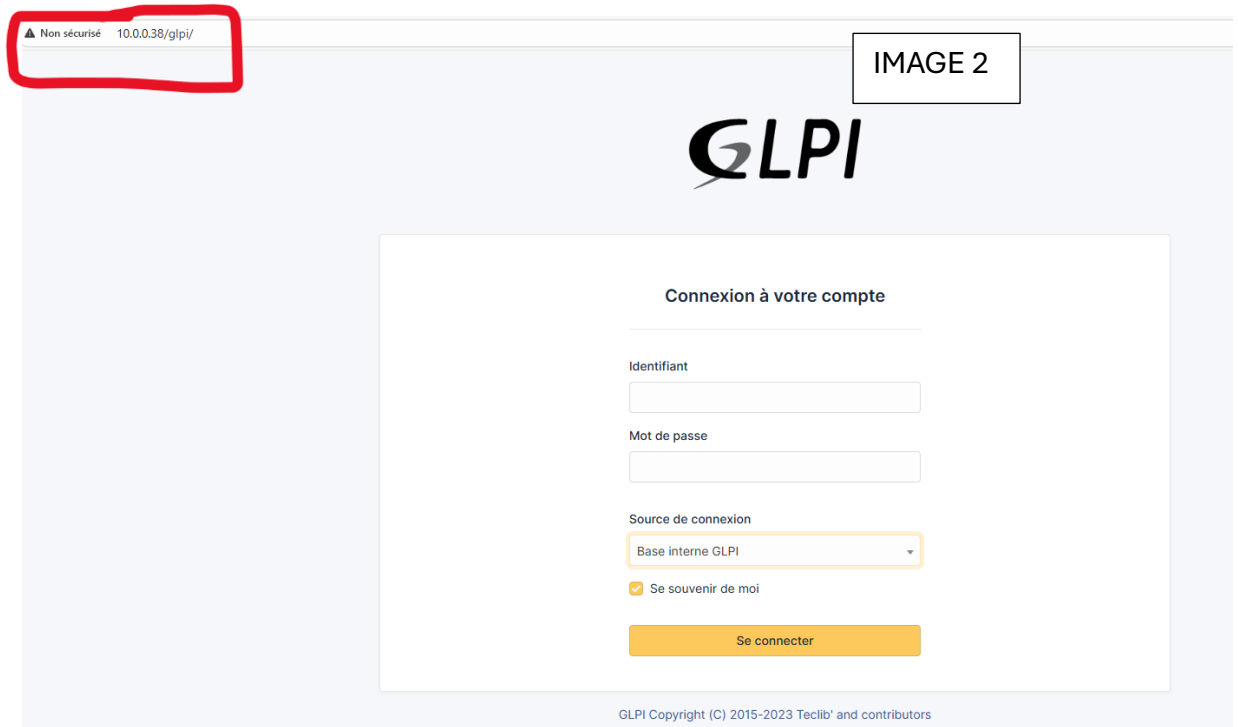 Non sécurisé 10.0.0.38/glpi/
IMAGE 2
GLPI
Connexion à votre compte
Identifiant
Mot de passe
Source de connexion
Base interne GLPI
Se souvenir de moi
Se connecter
GLPI Copyright (C) 2015-2023 Teclib' and contributors